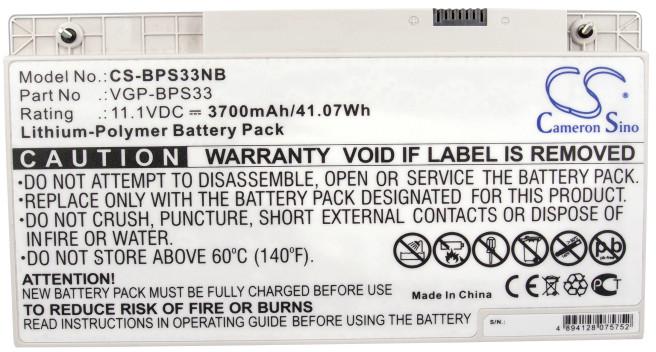 Model No.: CS-BPS33NB
Part No : VGP-BPS33
Rating : 11.1VDC ⎓ 3700mAh/41.07Wh
Lithium-Polymer Battery Pack
CS
Cameron Sino
CAUTION WARRANTY VOID IF LABEL IS REMOVED
•DO NOT ATTEMPT TO DISASSEMBLE, OPEN OR SERVICE THE BATTERY PACK.
•REPLACE ONLY WITH THE BATTERY PACK DESIGNATED FOR THIS PRODUCT.
•DO NOT CRUSH, PUNCTURE, SHORT EXTERNAL CONTACTS OR DISPOSE OF
IN FIRE OR WATER.
•DO NOT STORE ABOVE 60°C (140°F).
Pb
ATTENTION!
NEW BATTERY PACK MUST BE FULLY CHARGED BEFORE USE
Made In China
CE
TO REDUCE RISK OF FIRE OR BURNS
READ INSTRUCTIONS IN OPERATING BATTERY PACK BEFORE INSTALLATION
S/N.:
4 894128 075752